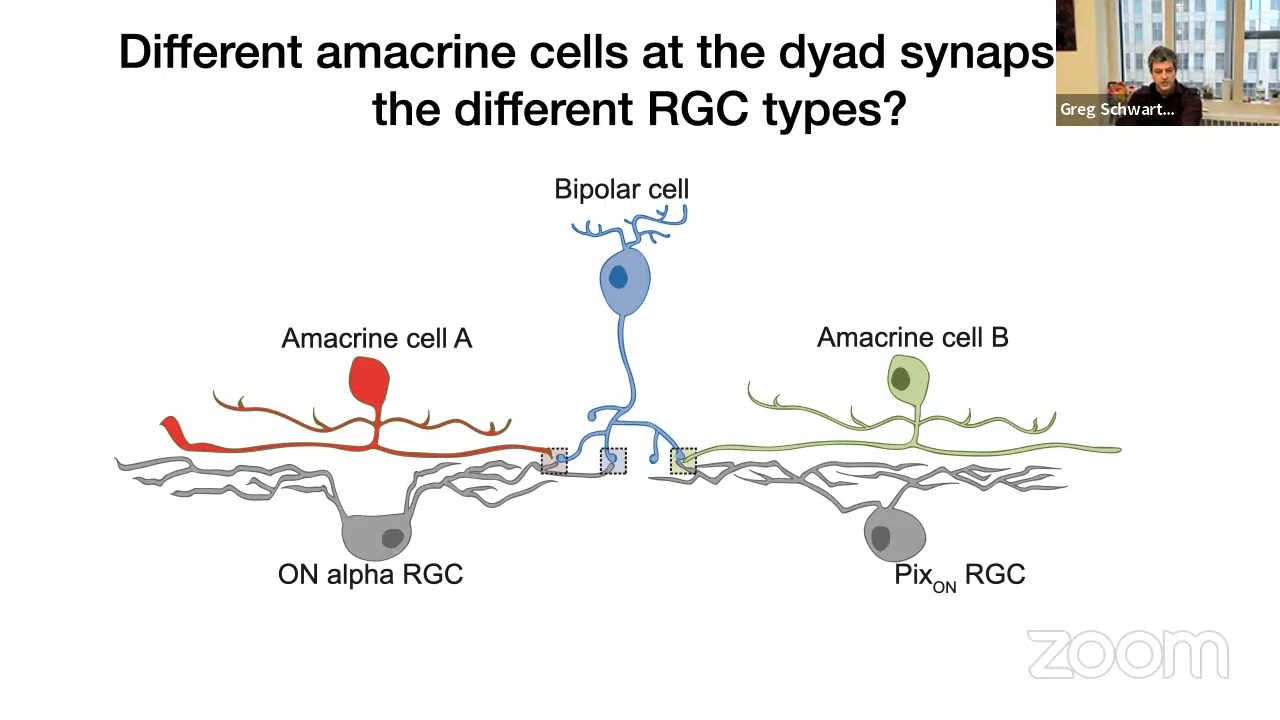 Different amacrine cells at the dyad synaps
the different RGC types?
Greg Schwart...
Bipolar cell
Amacrine cell A
Amacrine cell B
ON alpha RGC
PixON RGC
zoom